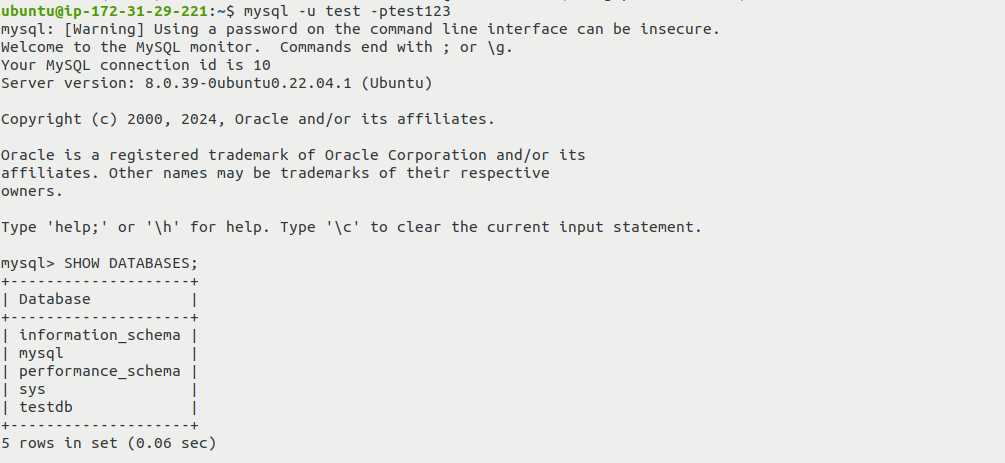 ubuntu@ip-172-31-29-221:~$ mysql -u test -ptest123
mysql: [Warning] Using a password on the command line interface can be insecure.
Welcome to the MySQL monitor.  Commands end with ; or \g.
Your MySQL connection id is 10
Server version: 8.0.39-0ubuntu0.22.04.1 (Ubuntu)

Copyright (c) 2000, 2024, Oracle and/or its affiliates.

Oracle is a registered trademark of Oracle Corporation and/or its
affiliates. Other names may be trademarks of their respective
owners.

Type 'help;' or '\h' for help. Type '\c' to clear the current input statement.

mysql> SHOW DATABASES;
+--------------------+
| Database           |
+--------------------+
| information_schema |
| mysql              |
| performance_schema |
| sys                |
| testdb             |
+--------------------+
5 rows in set (0.06 sec)